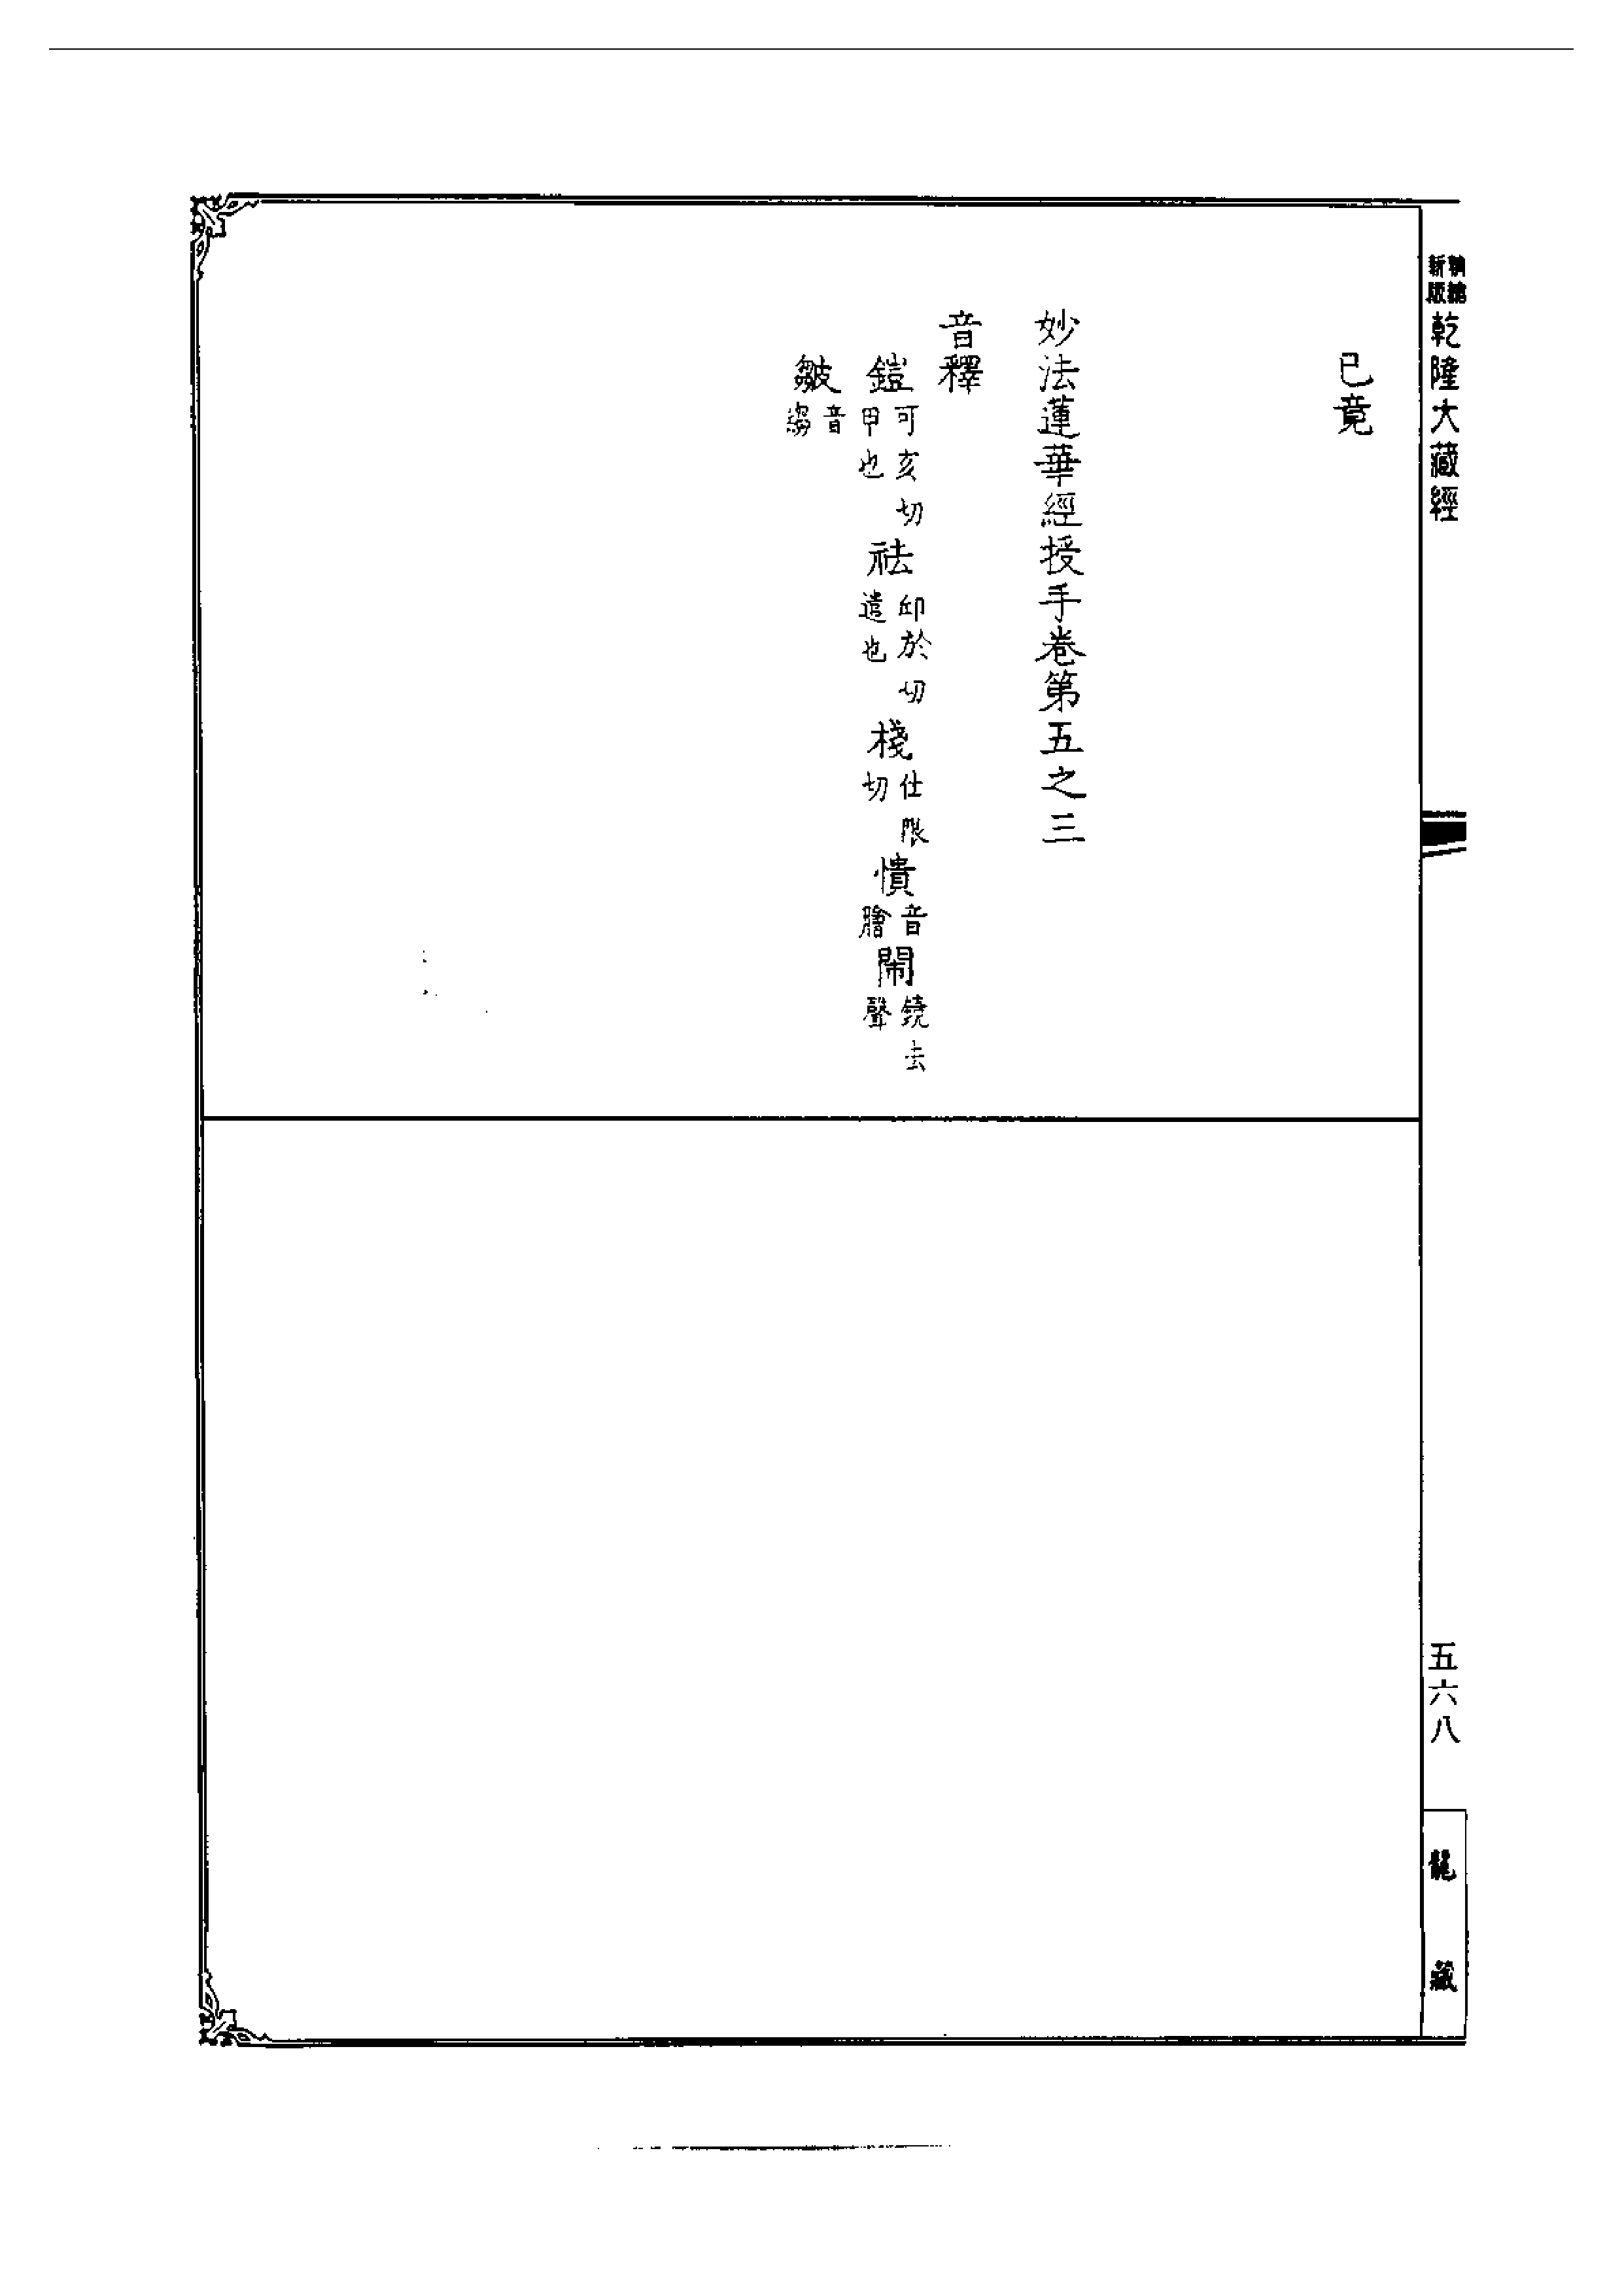 新編縮版
乾隆大藏經
五六八
龍藏
已竟
妙法蓮華經授手卷第五之三
音釋
鎧可亥切甲也祛邱於切遣也棧仕限切憒音膾鬧鐃去聲
皺音縐